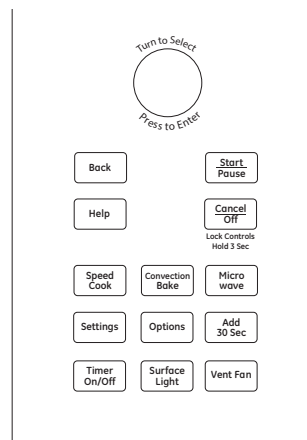 Turn to Select
Press to Enter
Back
Start
Pause
Help
Cancel
Off
Lock Controls
Hold 3 Sec
Speed
Cook
Convection
Bake
Micro
wave
Settings
Options
Add
30 Sec
Timer
On/Off
Surface
Light
Vent Fan